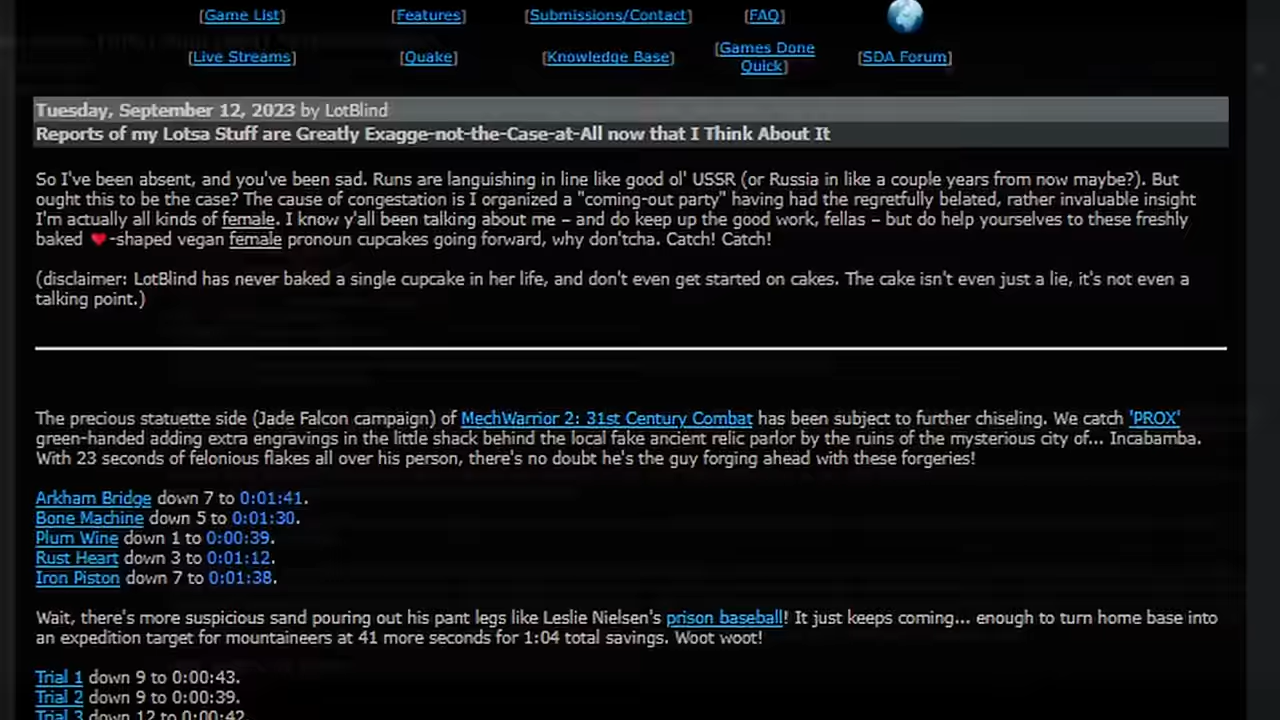 [Game List] [Features] [Submissions/Contact] [FAQ]
[Live Streams] [Quake] [Knowledge Base] [Games Done Quick] [SDA Forum]
Tuesday, September 12, 2023 by LotBlind
Reports of my Lotsa Stuff are Greatly Exagge-not-the-Case-at-All now that I Think About It
So I've been absent, and you've been sad. Runs are languishing in line like good ol' USSR (or Russia in like a couple years from now maybe?). But
ought this to be the case? The cause of congestation is I organized a "coming-out party" having had the regretfully belated, rather invaluable insight
I'm actually all kinds of female. I know y'all been talking about me – and do keep up the good work, fellas – but do help yourselves to these freshly
baked ♥-shaped vegan female pronoun cupcakes going forward, why don'tcha. Catch! Catch!
(disclaimer: LotBlind has never baked a single cupcake in her life, and don't even get started on cakes. The cake isn't even just a lie, it's not even a
talking point.)
The precious statuette side (Jade Falcon campaign) of MechWarrior 2: 31st Century Combat has been subject to further chiseling. We catch 'PROX'
green-handed adding extra engravings in the little shack behind the local fake ancient relic parlor by the ruins of the mysterious city of... Incabamba.
With 23 seconds of felonious flakes all over his person, there's no doubt he's the guy forging ahead with these forgeries!
Arkham Bridge down 7 to 0:01:41.
Bone Machine down 5 to 0:01:30.
Plum Wine down 1 to 0:00:39.
Rust Heart down 3 to 0:01:12.
Iron Piston down 7 to 0:01:38.
Wait, there's more suspicious sand pouring out his pant legs like Leslie Nielsen's prison baseball! It just keeps coming... enough to turn home base into
an expedition target for mountaineers at 41 more seconds for 1:04 total savings. Woot woot!
Trial 1 down 9 to 0:00:43.
Trial 2 down 9 to 0:00:39.
Trial 3 down 12 to 0:00:42